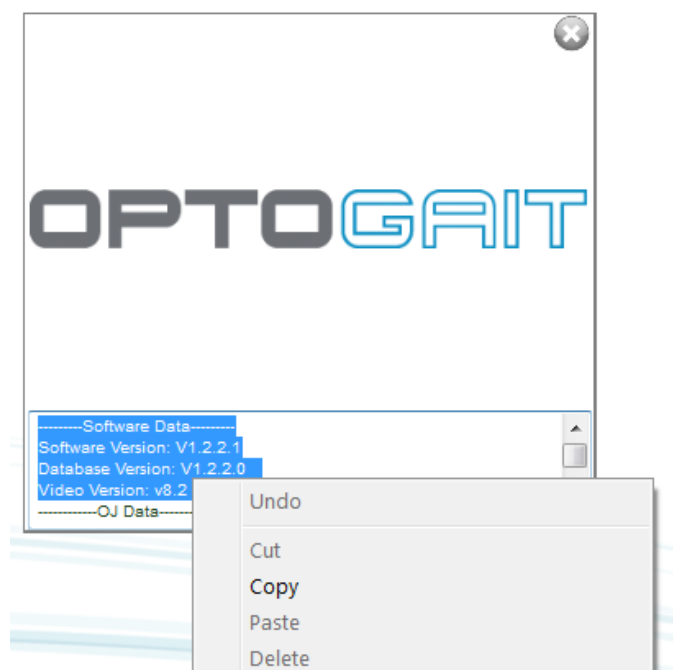 OPTOGAIT
---------Software Data---------
Software Version: V1.2.2.1
Database Version: V1.2.2.0
Video Version: v8.2
------------OJ Data-------
Undo
Cut
Copy
Paste
Delete